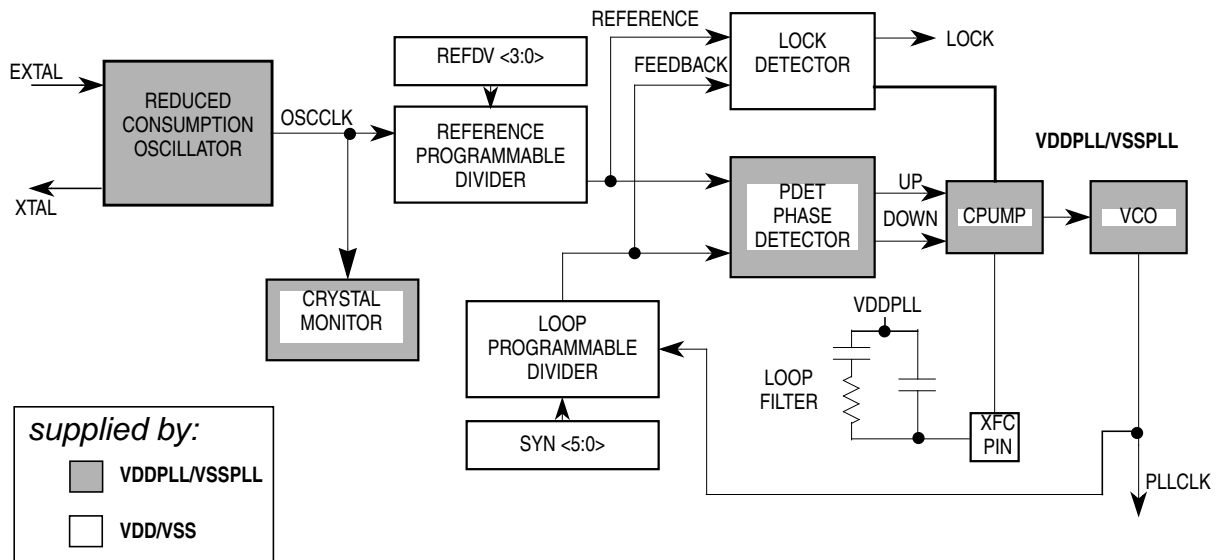 REFERENCE
LOCK
DETECTOR
LOCK
REFDV <3:0>
FEEDBACK
EXTAL
REDUCED
CONSUMPTION
OSCILLATOR
OSCCLK
REFERENCE
PROGRAMMABLE
DIVIDER
VDDPLL/VSSPLL
XTAL
PDET
PHASE
DETECTOR
UP
DOWN
CPUMP
VCO
CRYSTAL
MONITOR
LOOP
PROGRAMMABLE
DIVIDER
VDDPLL
LOOP
FILTER
XFC
PIN
SYN <5:0>
PLLCLK
supplied by:
VDDPLL/VSSPLL
VDD/VSS